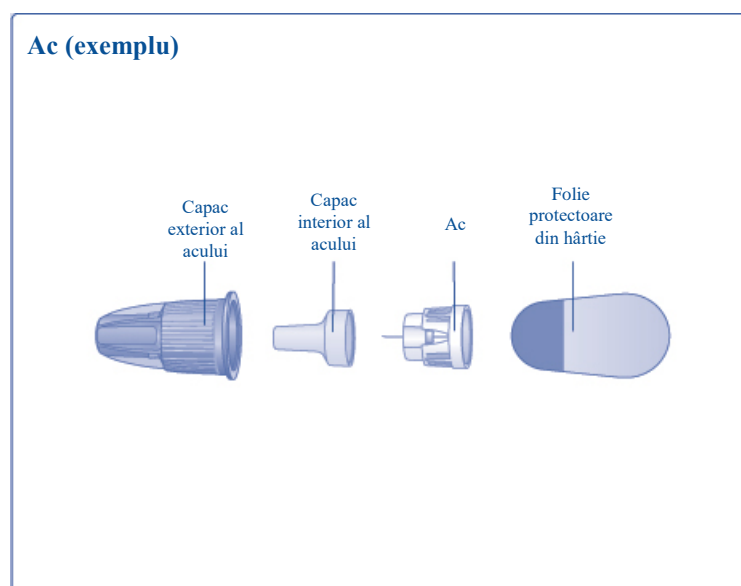 Ac (exemplu)
Capac
exterior al
acului
Capac
interior al
acului
Ac
Folie
protectoare
din hârtie